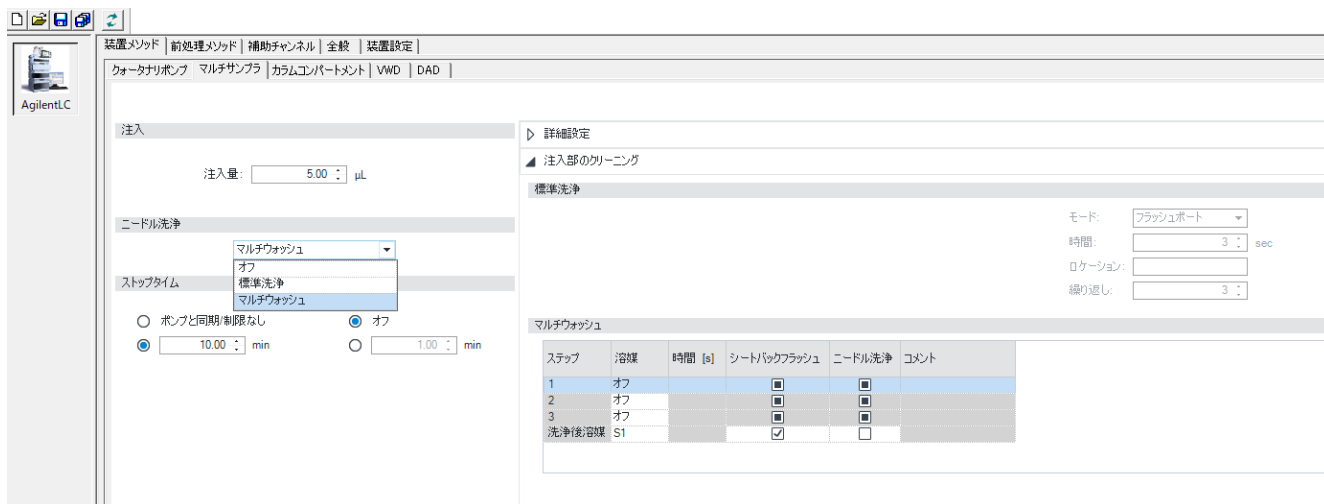 装置メソッド 前処理メソッド 補助チャンネル 全般 装置設定
クォータナリポンプ マルチサンプラ カラムコンパートメント VWD DAD
AgilentLC
注入
注入量: 5.00 µL
ニードル洗浄
マルチウォッシュ
オフ
標準洗浄
マルチウォッシュ
ストップタイム
ポンプと同期/制限なし オフ
10.00 min 1.00 min
詳細設定
注入部のクリーニング
標準洗浄
モード: フラッシュポート
時間: 3 sec
ロケーション:
繰り返し: 3
マルチウォッシュ
ステップ 溶媒 時間 [s] シートバックフラッシュ ニードル洗浄 コメント
1 オフ
2 オフ
3 オフ
洗浄後溶媒 S1